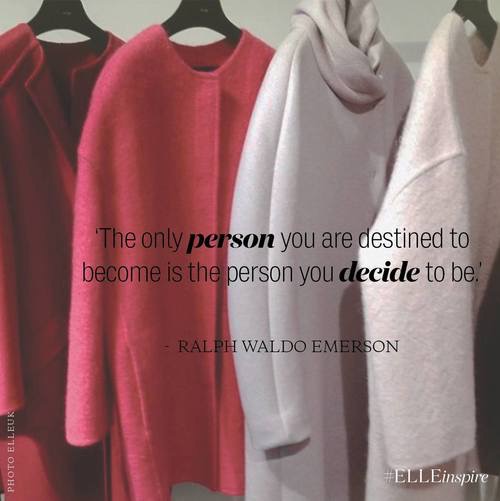 ‘The only person you are destined to
become is the person you decide to be.’
- RALPH WALDO EMERSON
PHOTO ELLEUK
#ELLEinspire